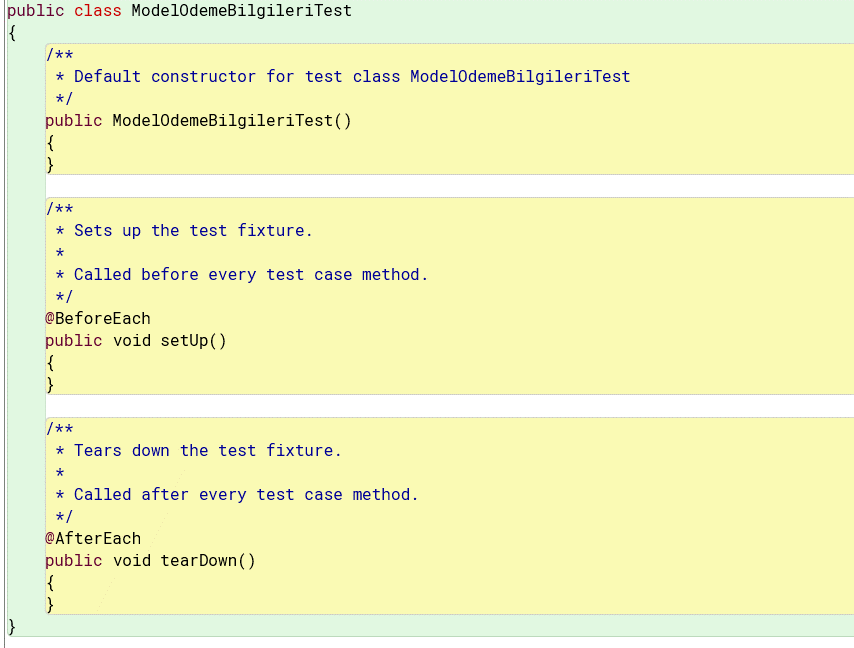 public class ModelOdemeBilgileriTest
{
/**
* Default constructor for test class ModelOdemeBilgileriTest
*/
public ModelOdemeBilgileriTest()
{
}
/**
* Sets up the test fixture.
*
* Called before every test case method.
*/
@BeforeEach
public void setUp()
{
}
/**
* Tears down the test fixture.
*
* Called after every test case method.
*/
@AfterEach
public void tearDown()
{
}
}